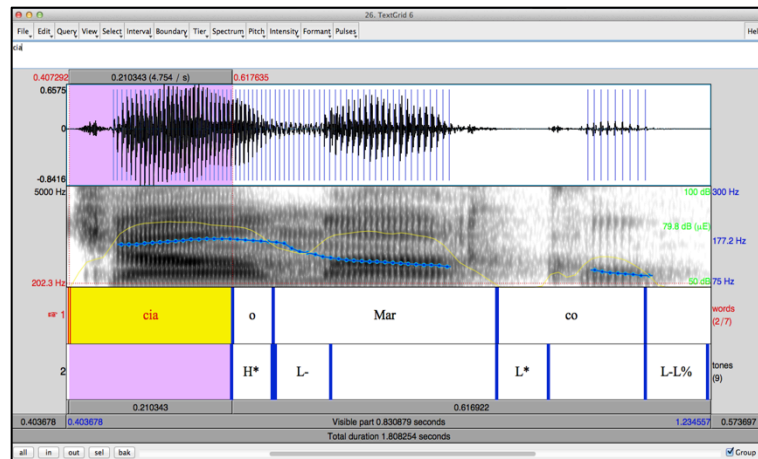 26. TextGrid 6
File Edit Query View Select Interval Boundary Tier Spectrum Pitch Intensity Formant Pulses Hel
cia
0.407292 0.210343 (4.754 / s) 0.617635
0.6575
0
-0.8416
5000 Hz 100 dB 300 Hz
79.8 dB (µE) 177.2 Hz
202.3 Hz 50 dB 75 Hz
1 cia o Mar co words
(2/7)
2 H* L- L* L-L% tones
(9)
0.210343 0.616922
0.403678 0.403678 Visible part 0.830879 seconds 1.234557 0.573697
Total duration 1.808254 seconds
all in out sel bak Group